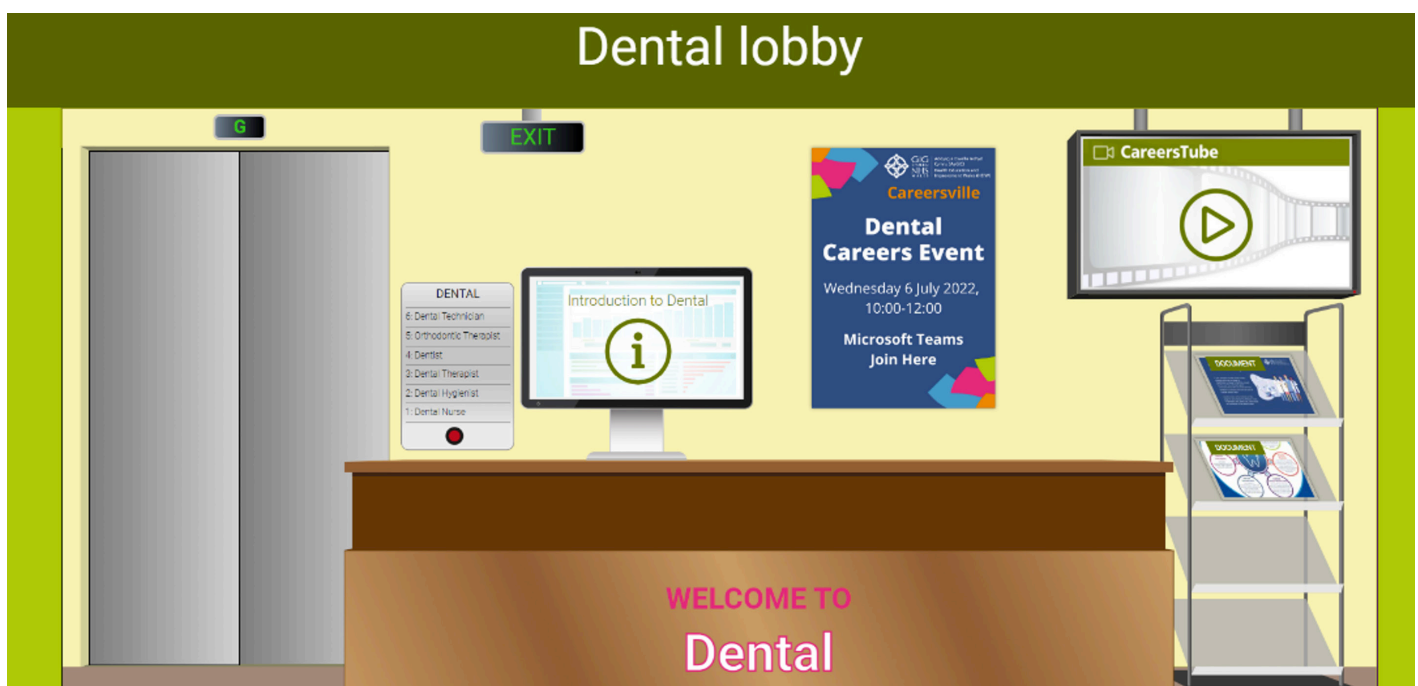 Dental lobby
G
EXIT
DENTAL
6: Dental Technician
5: Orthodontic Therapist
4: Dentist
3: Dental Therapist
2: Dental Hygienist
1: Dental Nurse
Introduction to Dental
i
GIG
NHS
Careersville
Dental
Careers Event
Wednesday 6 July 2022,
10:00-12:00
Microsoft Teams
Join Here
CareersTube
DOCUMENT
DOCUMENT
W
WELCOME TO
Dental